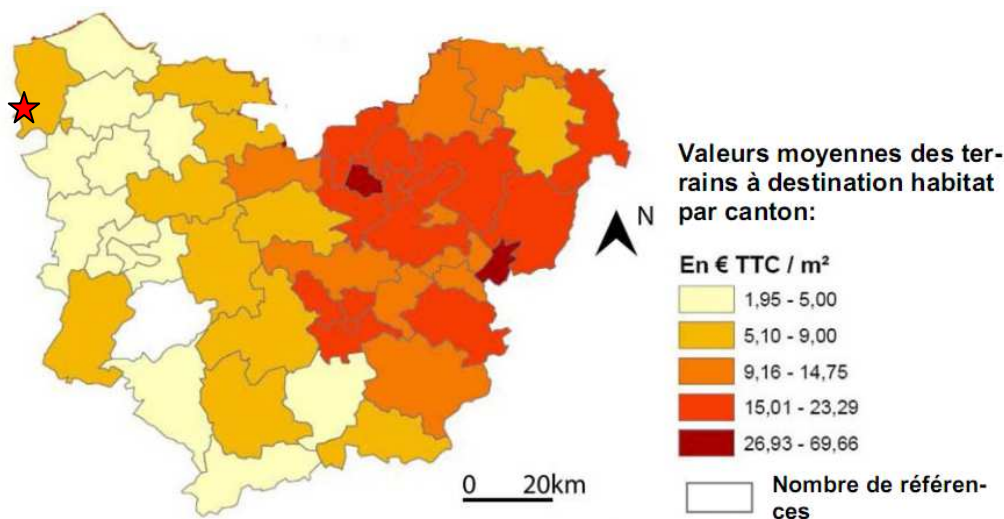 Valeurs moyennes des ter-
rains à destination habitat
par canton:
N
En € TTC / m²
1,95 - 5,00
5,10 - 9,00
9,16 - 14,75
15,01 - 23,29
26,93 - 69,66
0 20km
Nombre de référen-
ces